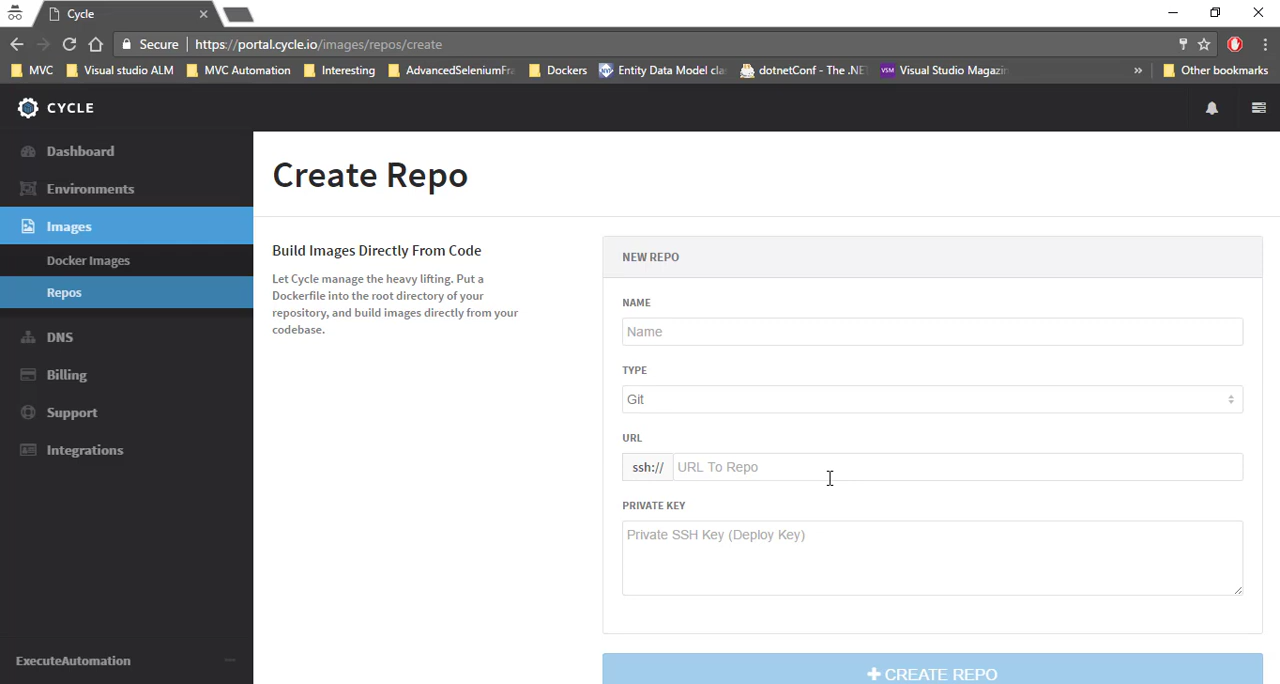 Cycle
Secure https://portal.cycle.io/images/repos/create
MVC Visual studio ALM MVC Automation Interesting AdvancedSeleniumFra Dockers Entity Data Model cla dotnetConf - The .NE VSM Visual Studio Magazin » Other bookmarks
CYCLE
Dashboard
Environments
Images
Docker Images
Repos
DNS
Billing
Support
Integrations
ExecuteAutomation
Create Repo
Build Images Directly From Code
Let Cycle manage the heavy lifting. Put a
Dockerfile into the root directory of your
repository, and build images directly from your
codebase.
NEW REPO
NAME
Name
TYPE
Git
URL
ssh:// URL To Repo
PRIVATE KEY
Private SSH Key (Deploy Key)
+ CREATE REPO